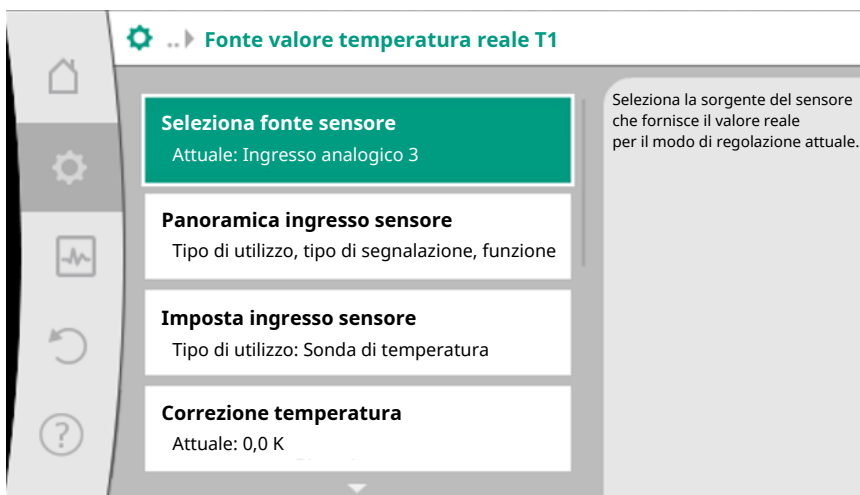 ..▶ Fonte valore temperatura reale T1
Seleziona fonte sensore
Attuale: Ingresso analogico 3
Panoramica ingresso sensore
Tipo di utilizzo, tipo di segnalazione, funzione
Imposta ingresso sensore
Tipo di utilizzo: Sonda di temperatura
Correzione temperatura
Attuale: 0,0 K
Seleziona la sorgente del sensore
che fornisce il valore reale
per il modo di regolazione attuale.
?